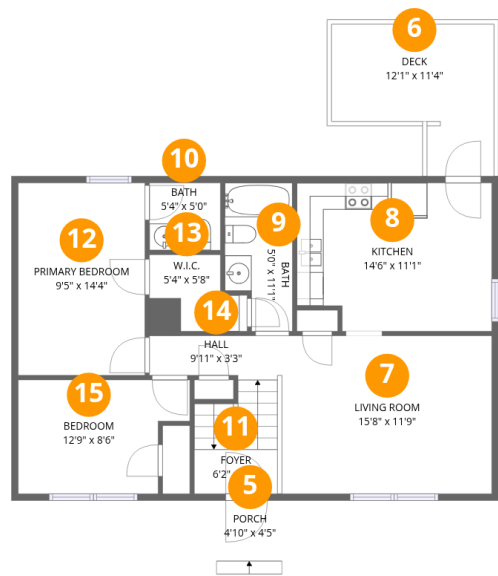 6
DECK
12'1" x 11'4"
10
BATH
5'4" x 5'0"
13
W.I.C.
5'4" x 5'8"
9
BATH
5'0" x 11'1"
8
KITCHEN
14'6" x 11'1"
12
PRIMARY BEDROOM
9'5" x 14'4"
14
HALL
9'11" x 3'3"
7
LIVING ROOM
15'8" x 11'9"
15
BEDROOM
12'9" x 8'6"
11
FOYER
6'2"
5
PORCH
4'10" x 4'5"